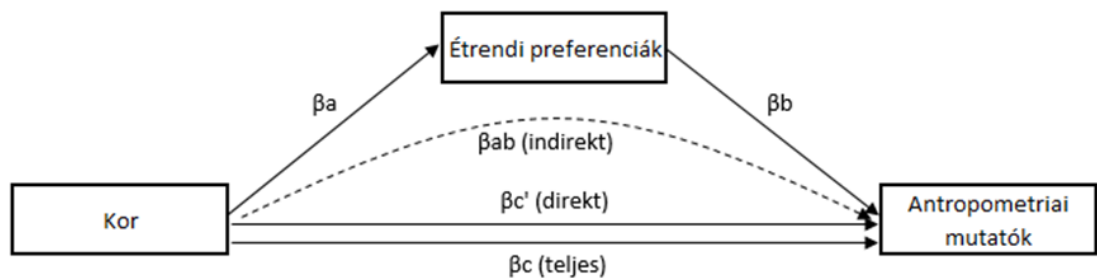 Étrendi preferenciák
βa
βb
βab (indirekt)
Kor
βc' (direkt)
Antropometriai
mutatók
βc (teljes)